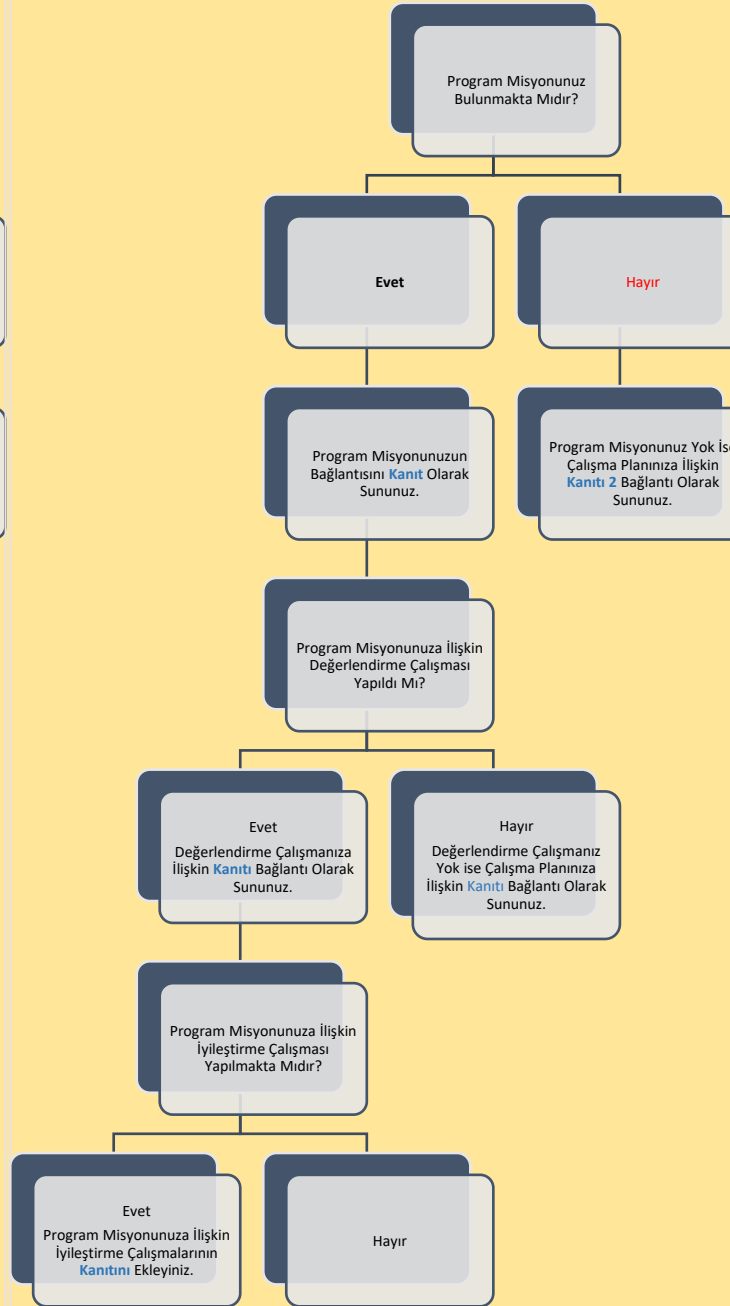 Program Misyonunuz
Bulunmakta Mıdır?
Evet
Hayır
Program Misyonunuzun
Bağlantısını Kanıt Olarak
Sununuz.
Program Misyonunuz Yok İse
Çalışma Planınıza İlişkin
Kanıtı 2 Bağlantı Olarak
Sununuz.
Program Misyonunuza İlişkin
Değerlendirme Çalışması
Yapıldı Mı?
Evet
Değerlendirme Çalışmanıza
İlişkin Kanıtı Bağlantı Olarak
Sununuz.
Hayır
Değerlendirme Çalışmanız
Yok ise Çalışma Planınıza
İlişkin Kanıtı Bağlantı Olarak
Sununuz.
Program Misyonunuza İlişkin
İyileştirme Çalışması
Yapılmakta Mıdır?
Evet
Program Misyonunuza İlişkin
İyileştirme Çalışmalarının
Kanıtını Ekleyiniz.
Hayır